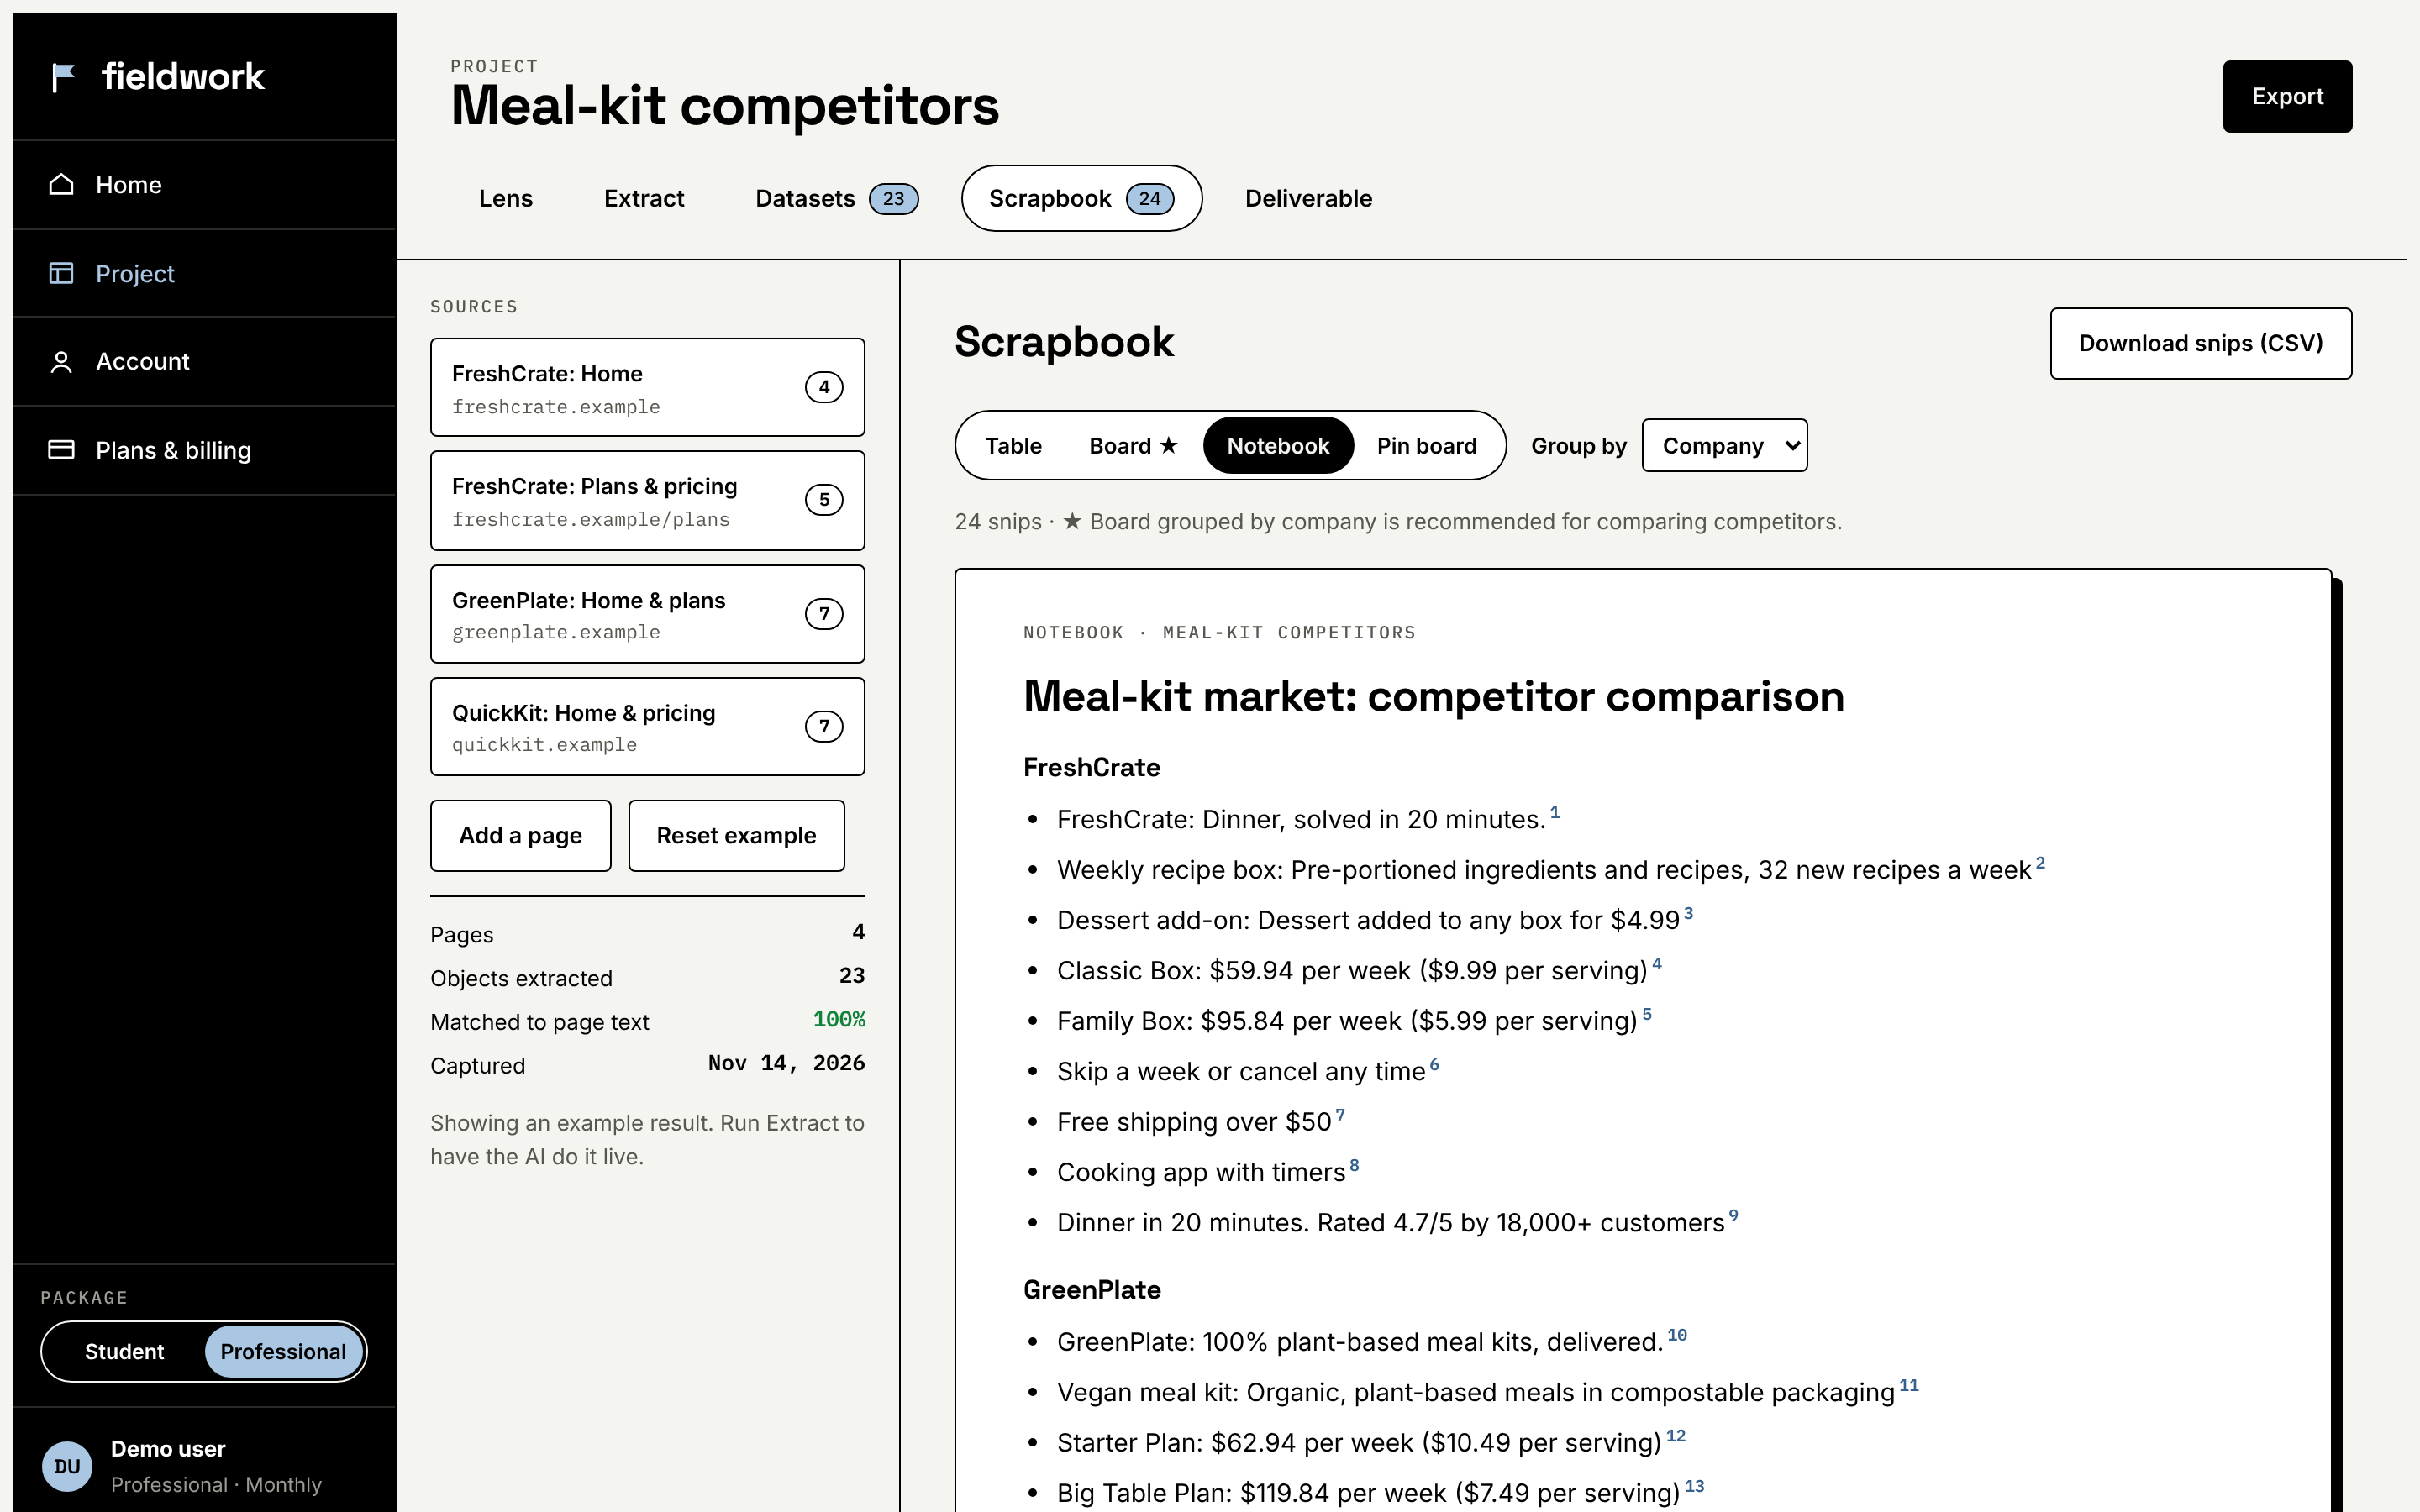 fieldwork
Home
Project
Account
Plans & billing
PACKAGE
Student
Professional
DU
Demo user
Professional · Monthly
PROJECT
Meal-kit competitors
Export
Lens
Extract
Datasets 23
Scrapbook 24
Deliverable
SOURCES
FreshCrate: Home
freshcrate.example
4
FreshCrate: Plans & pricing
freshcrate.example/plans
5
GreenPlate: Home & plans
greenplate.example
7
QuickKit: Home & pricing
quickkit.example
7
Add a page
Reset example
Pages 4
Objects extracted 23
Matched to page text 100%
Captured Nov 14, 2026
Showing an example result. Run Extract to
have the AI do it live.
Scrapbook
Download snips (CSV)
Table
Board ★
Notebook
Pin board
Group by
Company
24 snips · ★ Board grouped by company is recommended for comparing competitors.
NOTEBOOK · MEAL-KIT COMPETITORS
Meal-kit market: competitor comparison
FreshCrate
• FreshCrate: Dinner, solved in 20 minutes. 1
• Weekly recipe box: Pre-portioned ingredients and recipes, 32 new recipes a week 2
• Dessert add-on: Dessert added to any box for $4.99 3
• Classic Box: $59.94 per week ($9.99 per serving) 4
• Family Box: $95.84 per week ($5.99 per serving) 5
• Skip a week or cancel any time 6
• Free shipping over $50 7
• Cooking app with timers 8
• Dinner in 20 minutes. Rated 4.7/5 by 18,000+ customers 9
GreenPlate
• GreenPlate: 100% plant-based meal kits, delivered. 10
• Vegan meal kit: Organic, plant-based meals in compostable packaging 11
• Starter Plan: $62.94 per week ($10.49 per serving) 12
• Big Table Plan: $119.84 per week ($7.49 per serving) 13